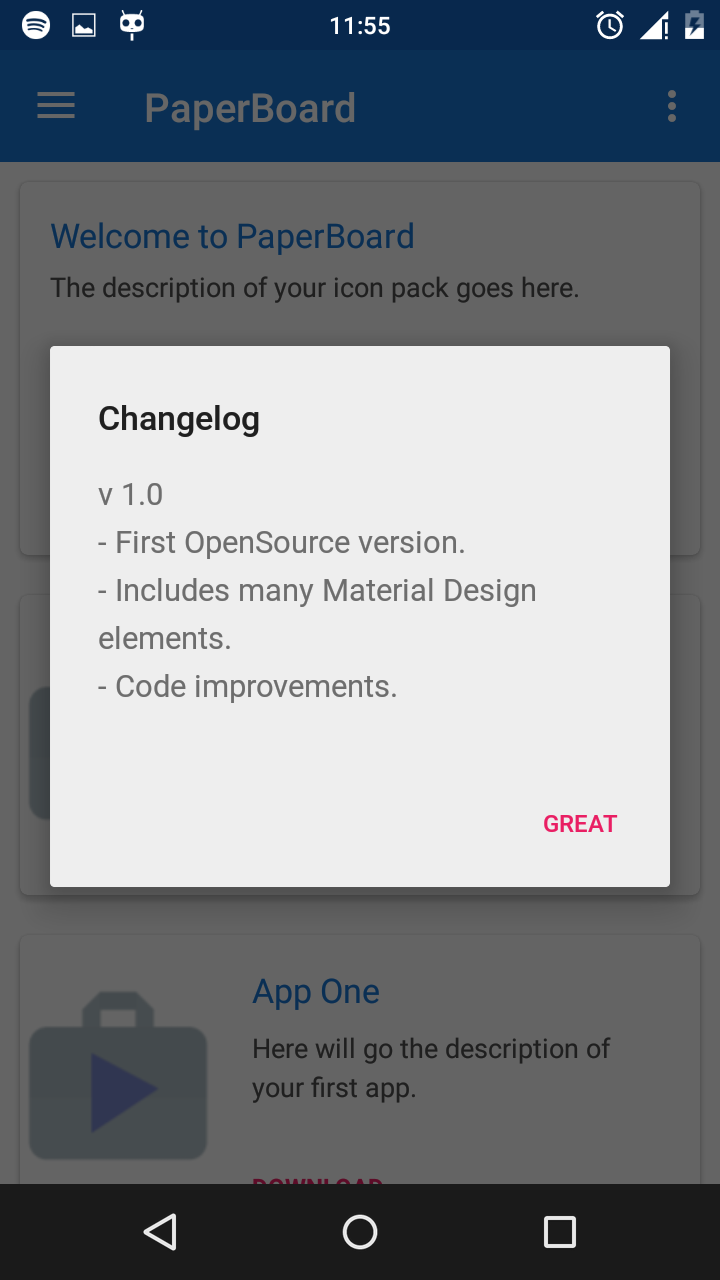 11:55
PaperBoard
Welcome to PaperBoard
The description of your icon pack goes here.
Changelog
v 1.0
- First OpenSource version.
- Includes many Material Design
elements.
- Code improvements.
GREAT
App One
Here will go the description of
your first app.
DOWNLOAD